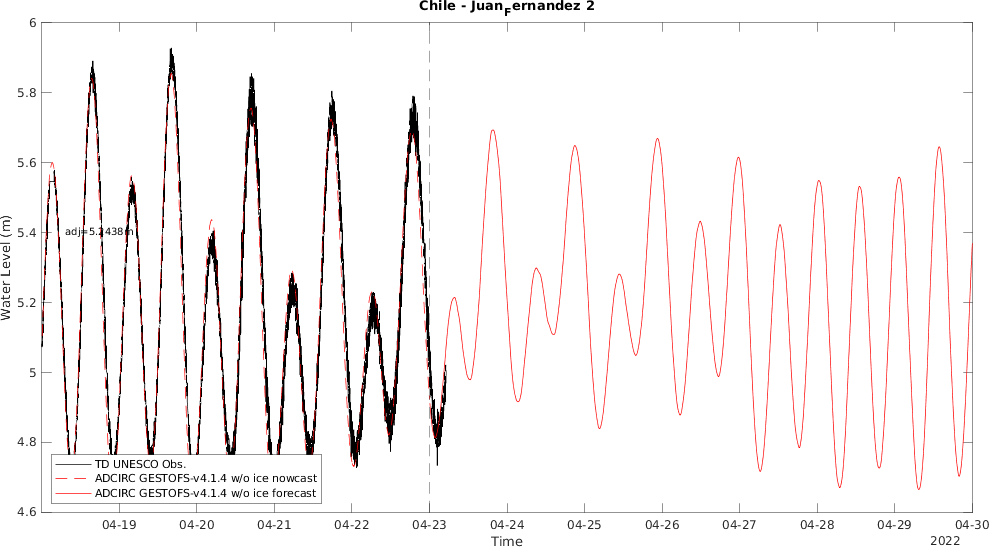 Chile - Juan_Fernandez 2
Water Level (m)
6
5.8
5.6
5.4
5.2
5
4.8
4.6
adj=5.1438m
TD UNESCO Obs.
ADCIRC GESTOFS-v4.1.4 w/o ice nowcast
ADCIRC GESTOFS-v4.1.4 w/o ice forecast
04-19 04-20 04-21 04-22 04-23 04-24 04-25 04-26 04-27 04-28 04-29 04-30
Time
2022